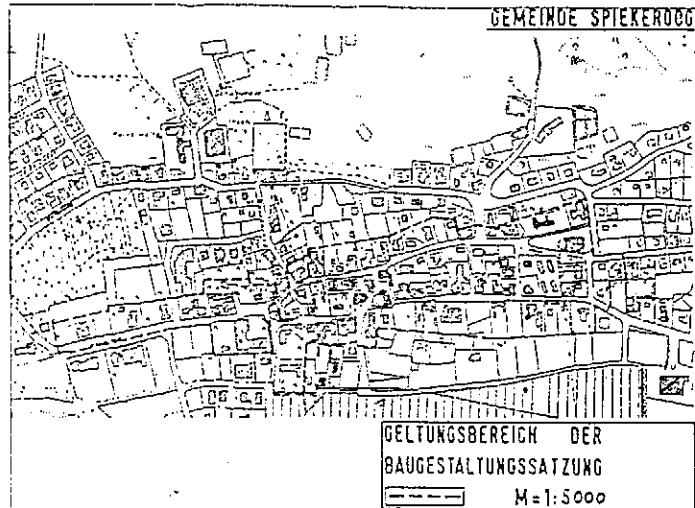 GEMEINDE SPIEKEROOG
GELTUNGSBEREICH DER
BAUGESTALTUNGSSATZUNG
M=1:5000